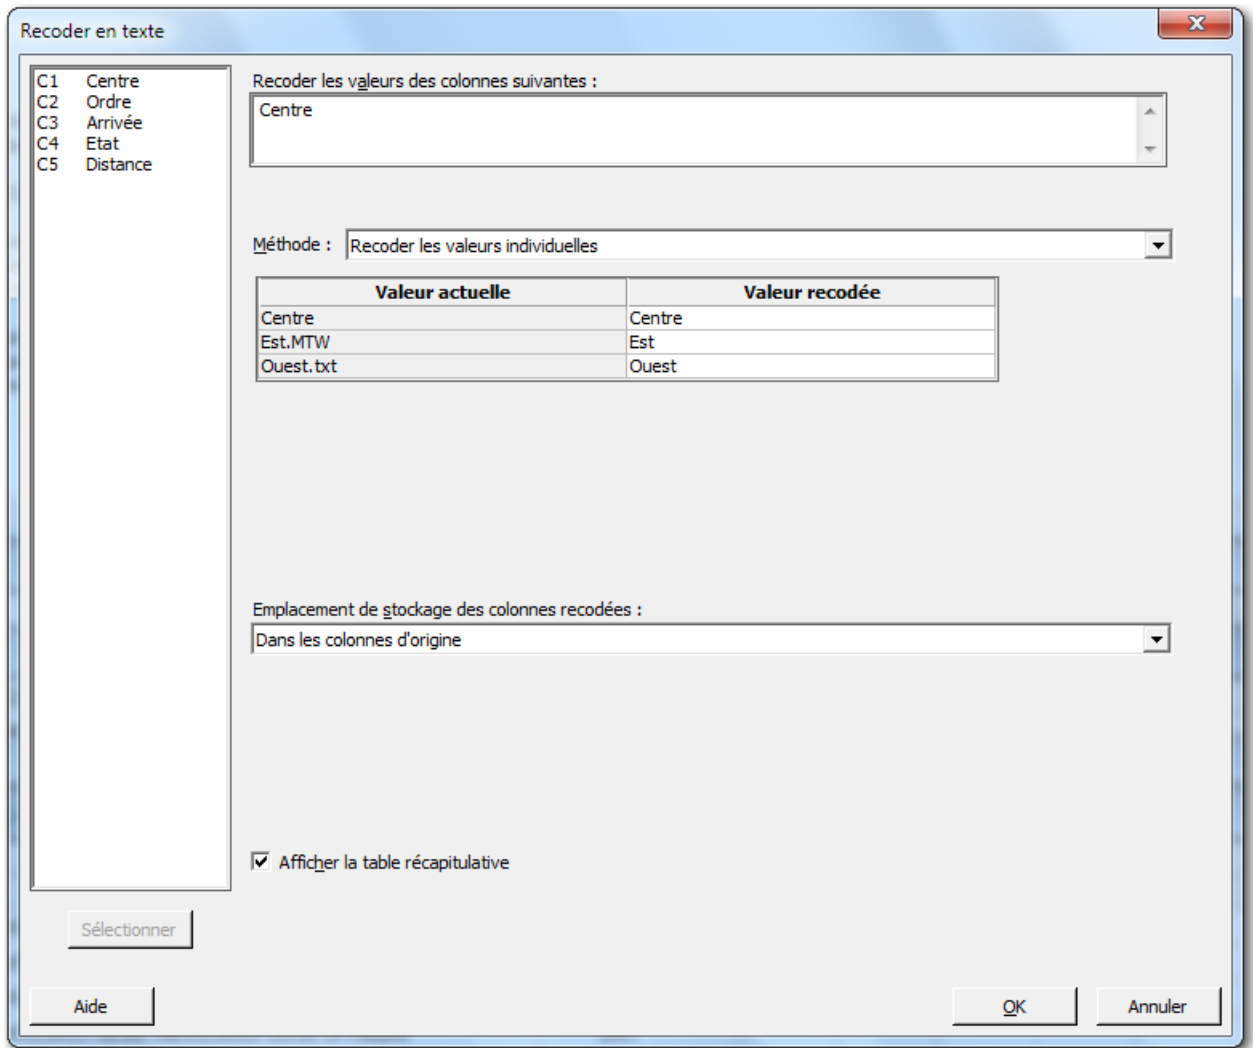 Recoder en texte
C1 Centre
C2 Ordre
C3 Arrivée
C4 Etat
C5 Distance
Recoder les valeurs des colonnes suivantes :
Centre
Méthode : Recoder les valeurs individuelles
Valeur actuelle Valeur recodée
Centre Centre
Est.MTW Est
Ouest.txt Ouest
Emplacement de stockage des colonnes recodées :
Dans les colonnes d'origine
Afficher la table récapitulative
Sélectionner
Aide OK Annuler